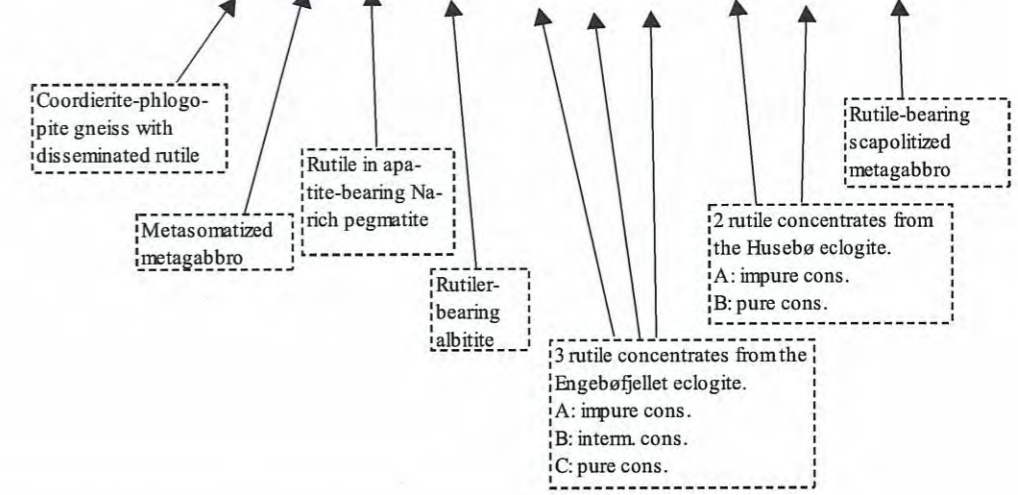 Coordierite-phlogo-
pite gneiss with
disseminated rutile
Metasomatized
metagabbro
Rutile in apa-
tite-bearing Na-
rich pegmatite
Rutiler-
bearing
albitite
3 rutile concentrates from the
Engebøfjellet eclogite.
A: impure cons.
B: interm. cons.
C: pure cons.
2 rutile concentrates from
the Husebø eclogite.
A: impure cons.
B: pure cons.
Rutile-bearing
scapolitized
metagabbro